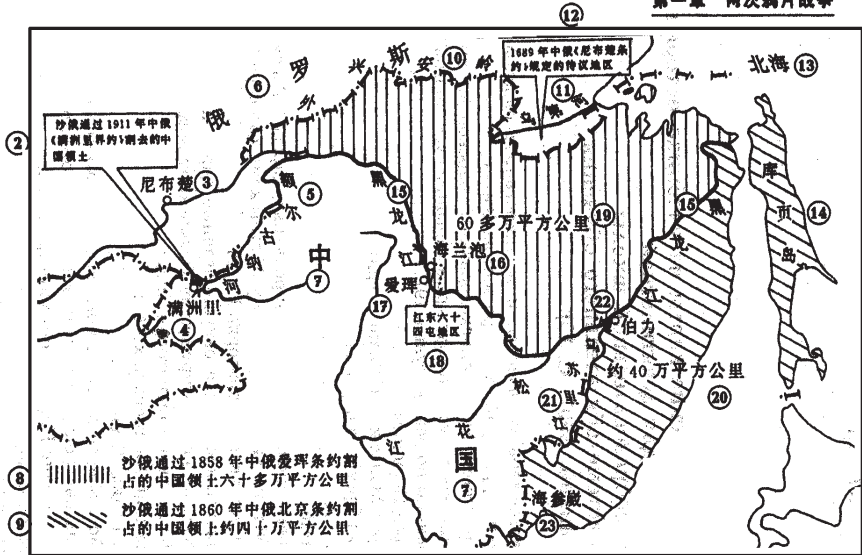 第一章 两次鸦片战争
⑫
俄罗斯 ⑥
外兴安岭 ⑩
1689年中俄《尼布楚条
约》规定的待议地区
⑪
北海 ⑬
② 沙俄通过1911年中俄
《满洲里界约》割去的中
国领土
尼布楚 ③
额尔古纳河 ⑤
黑龙江 ⑮
60多万平方公里 ⑲
黑龙江 ⑮
库页岛 ⑭
海兰泡 ⑯
中 ⑦
爱珲
满洲里
④
⑰
江东六十
四屯地区
⑱
㉒ 伯力
乌苏里江 ㉑
约40万平方公里
⑳
松花江
国
⑦
海参崴
㉓
⑧ 沙俄通过1858年中俄爱珲条约割
占的中国领土六十多万平方公里
⑨ 沙俄通过1860年中俄北京条约割
占的中国领土约四十万平方公里